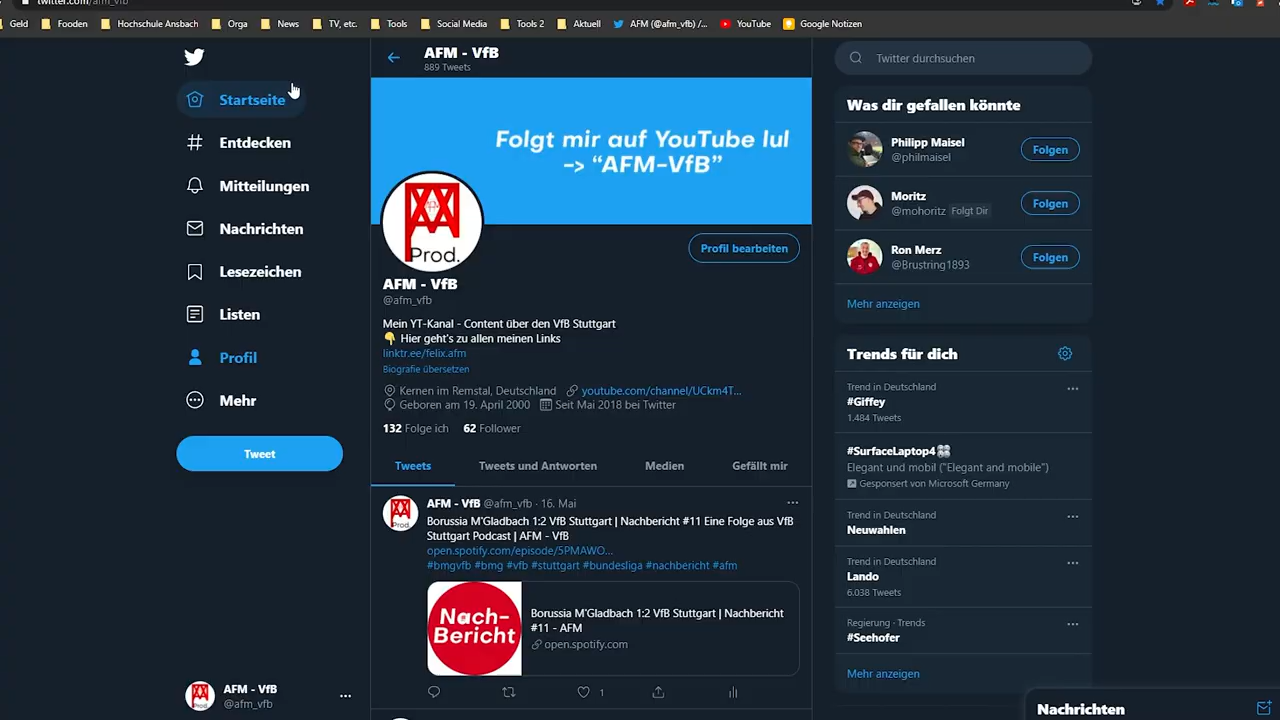 twitter.com/afm_vfb
Geld
Fooden
Hochschule Ansbach
Orga
News
TV, etc.
Tools
Social Media
Tools 2
Aktuell
AFM (@afm_vfb) /...
YouTube
Google Notizen
Startseite
Entdecken
Mitteilungen
Nachrichten
Lesezeichen
Listen
Profil
Mehr
Tweet
AFM - VfB
@afm_vfb
AFM - VfB
889 Tweets
Folgt mir auf YouTube lul
-> “AFM-VfB”
Prod.
Profil bearbeiten
AFM - VfB
@afm_vfb
Mein YT-Kanal - Content über den VfB Stuttgart
👇 Hier geht's zu allen meinen Links
linktr.ee/felix.afm
Biografie übersetzen
Kernen im Remstal, Deutschland youtube.com/channel/UCkm4T...
Geboren am 19. April 2000 Seit Mai 2018 bei Twitter
132 Folge ich 62 Follower
Tweets
Tweets und Antworten
Medien
Gefällt mir
AFM - VfB @afm_vfb · 16. Mai
Borussia M'Gladbach 1:2 VfB Stuttgart | Nachbericht #11 Eine Folge aus VfB
Stuttgart Podcast | AFM - VfB
open.spotify.com/episode/5PMAWO...
#bmgvfb #bmg #vfb #stuttgart #bundesliga #nachbericht #afm
Nach-
Bericht
Borussia M'Gladbach 1:2 VfB Stuttgart | Nachbericht
#11 - AFM
open.spotify.com
1
Twitter durchsuchen
Was dir gefallen könnte
Philipp Maisel
@philmaisel
Folgen
Moritz
@mohoritz Folgt Dir
Folgen
Ron Merz
@Brustring1893
Folgen
Mehr anzeigen
Trends für dich
Trend in Deutschland
#Giffey
1.484 Tweets
#SurfaceLaptop4
Elegant und mobil ("Elegant and mobile")
Gesponsert von Microsoft Germany
Trend in Deutschland
Neuwahlen
Trend in Deutschland
Lando
6.038 Tweets
Regierung · Trends
#Seehofer
Mehr anzeigen
Nachrichten